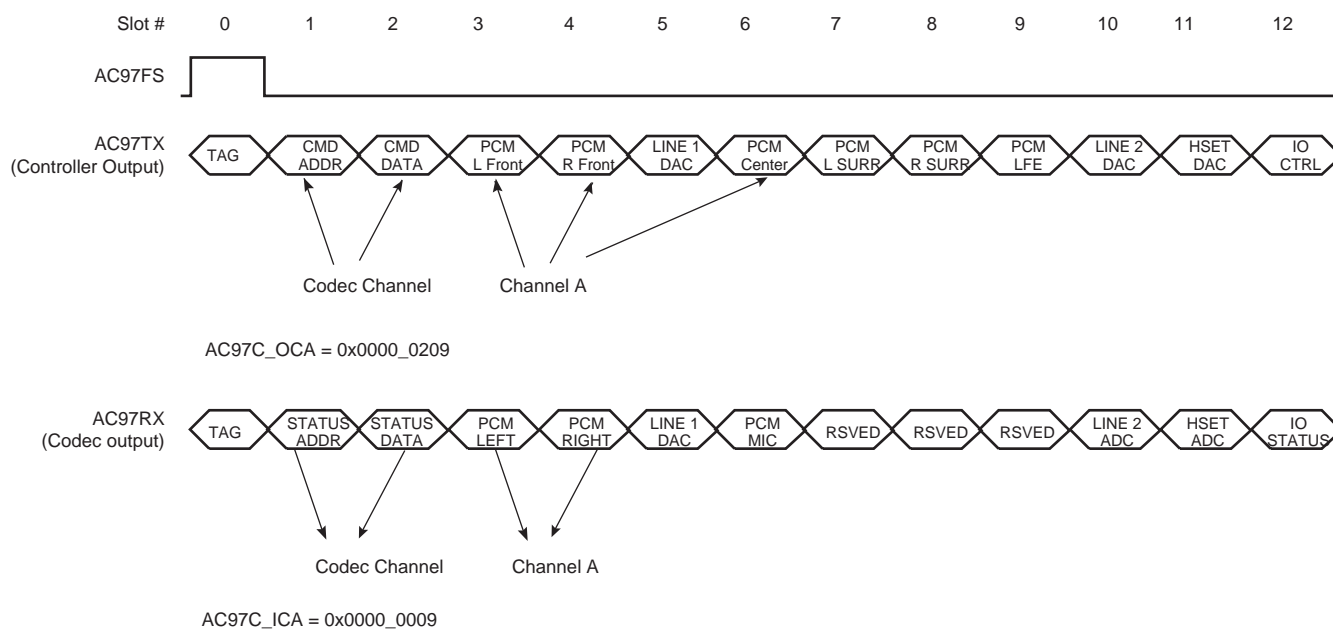 Slot # 0 1 2 3 4 5 6 7 8 9 10 11 12
AC97FS
AC97TX
(Controller Output)
TAG
CMD
ADDR
CMD
DATA
PCM
L Front
PCM
R Front
LINE 1
DAC
PCM
Center
PCM
L SURR
PCM
R SURR
PCM
LFE
LINE 2
DAC
HSET
DAC
IO
CTRL
Codec Channel
Channel A
AC97C_OCA = 0x0000_0209
AC97RX
(Codec output)
TAG
STATUS
ADDR
STATUS
DATA
PCM
LEFT
PCM
RIGHT
LINE 1
DAC
PCM
MIC
RSVED
RSVED
RSVED
LINE 2
ADC
HSET
ADC
IO
STATUS
Codec Channel
Channel A
AC97C_ICA = 0x0000_0009